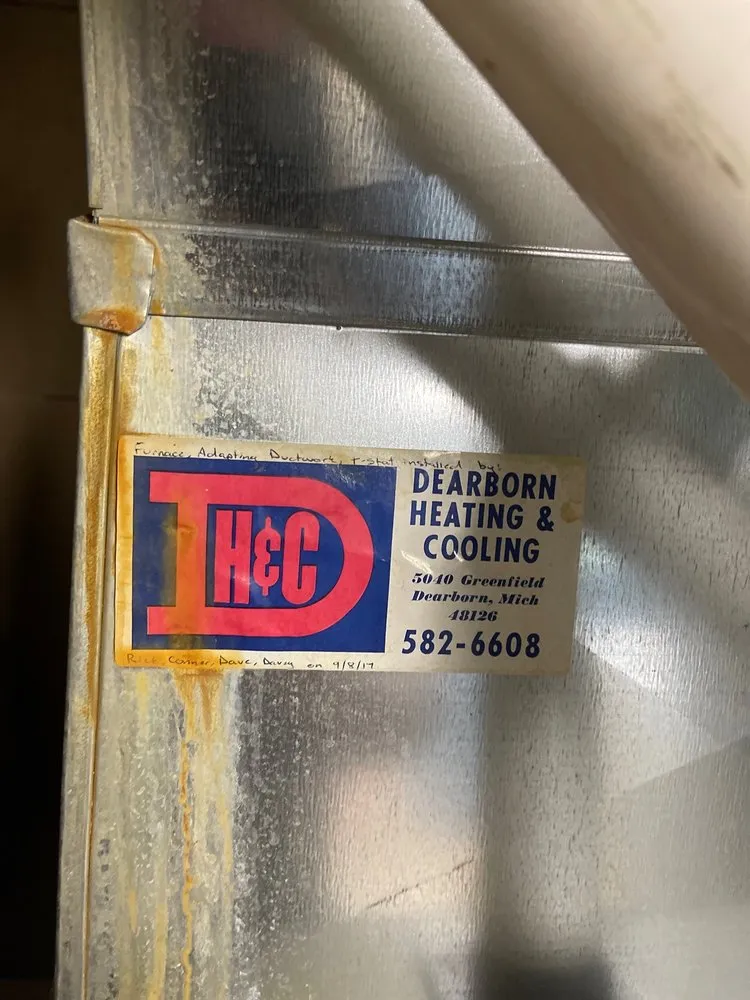 Furnace, Adapting Ductwork, T-stat installed by:
D
H&C
DEARBORN
HEATING &
COOLING
5040 Greenfield
Dearborn, Mich
48126
582-6608
Rick, Conner, Dave, Davey on 9/8/17